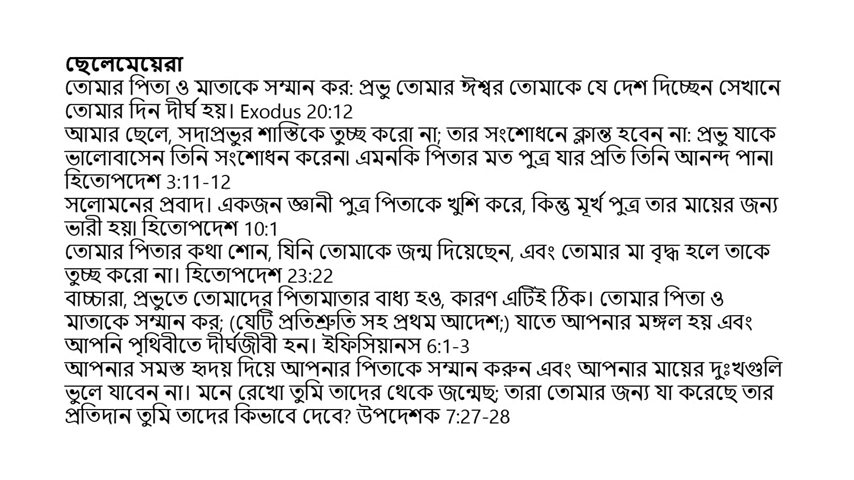 ছেলেমেয়েরা
তোমার পিতা ও মাতাকে সম্মান কর: প্রভু তোমার ঈশ্বর তোমাকে যে দেশ দিচ্ছেন সেখানে
তোমার দিন দীর্ঘ হয়। Exodus 20:12
আমার ছেলে, সদাপ্রভুর শাস্তিকে তুচ্ছ করো না; তার সংশোধনে ক্লান্ত হবেন না: প্রভু যাকে
ভালোবাসেন তিনি সংশোধন করেন৷ এমনকি পিতার মত পুত্র যার প্রতি তিনি আনন্দ পান৷
হিতোপদেশ 3:11-12
সলোমনের প্রবাদ। একজন জ্ঞানী পুত্র পিতাকে খুশি করে, কিন্তু মূর্খ পুত্র তার মায়ের জন্য
ভারী হয়৷ হিতোপদেশ 10:1
তোমার পিতার কথা শোন, যিনি তোমাকে জন্ম দিয়েছেন, এবং তোমার মা বৃদ্ধ হলে তাকে
তুচ্ছ করো না। হিতোপদেশ 23:22
বাচ্চারা, প্রভুতে তোমাদের পিতামাতার বাধ্য হও, কারণ এটিই ঠিক। তোমার পিতা ও
মাতাকে সম্মান কর; (যেটি প্রতিশ্রুতি সহ প্রথম আদেশ;) যাতে আপনার মঙ্গল হয় এবং
আপনি পৃথিবীতে দীর্ঘজীবী হন। ইফিসিয়ানস 6:1-3
আপনার সমস্ত হৃদয় দিয়ে আপনার পিতাকে সম্মান করুন এবং আপনার মায়ের দুঃখগুলি
ভুলে যাবেন না। মনে রেখো তুমি তাদের থেকে জন্মেছ; তারা তোমার জন্য যা করেছে তার
প্রতিদান তুমি তাদের কিভাবে দেবে? উপদেশক 7:27-28